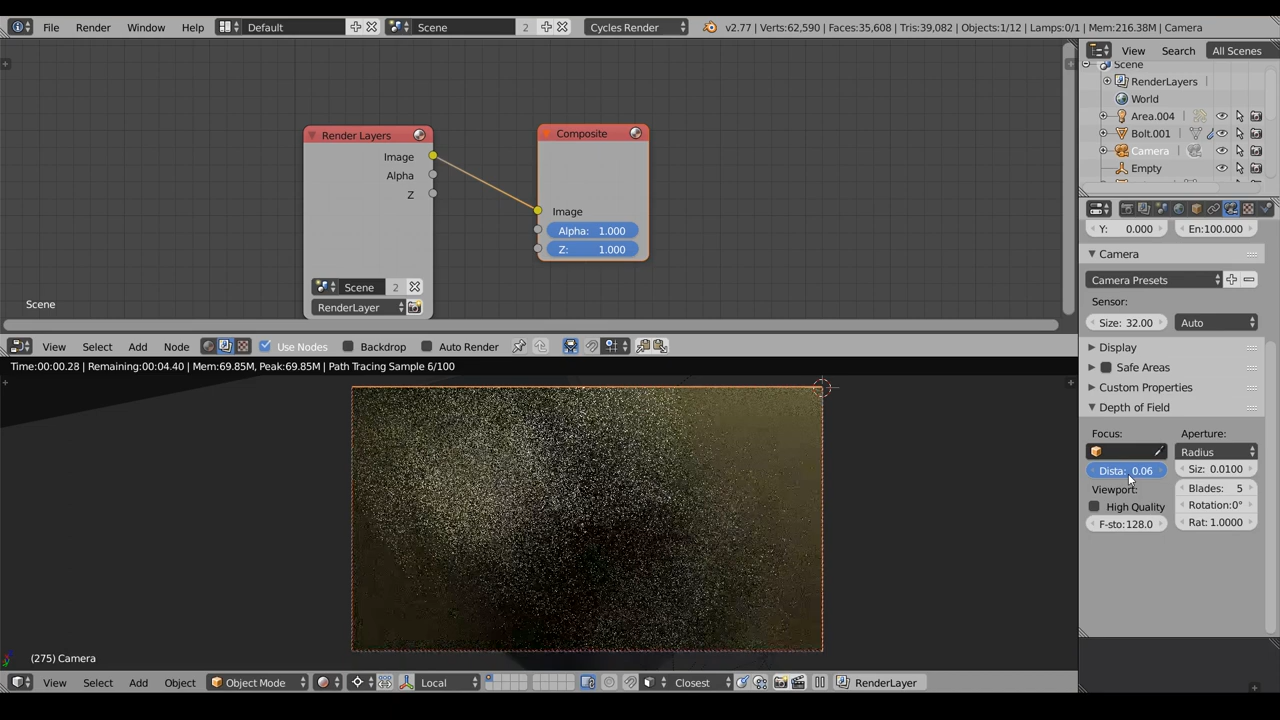 File Render Window Help Default Scene 2 Cycles Render v2.77 | Verts:62,590 | Faces:35,608 | Tris:39,082 | Objects:1/12 | Lamps:0/1 | Mem:216.38M | Camera
View Search All Scenes
Scene
RenderLayers
World
Area.004
Bolt.001
Camera
Empty
Render Layers
Image
Alpha
Z
Scene 2
RenderLayer
Composite
Image
Alpha: 1.000
Z: 1.000
Scene
Y: 0.000 En:100.000
Camera
Camera Presets
Sensor:
Size: 32.00 Auto
Display
Safe Areas
Custom Properties
Depth of Field
Focus: Aperture:
Radius
Dista: 0.06 Siz: 0.0100
Viewport: Blades: 5
High Quality Rotation:0°
F-sto:128.0 Rat: 1.0000
View Select Add Node Use Nodes Backdrop Auto Render
Time:00:00.28 | Remaining:00:04.40 | Mem:69.85M, Peak:69.85M | Path Tracing Sample 6/100
(275) Camera
View Select Add Object Object Mode Local Closest RenderLayer